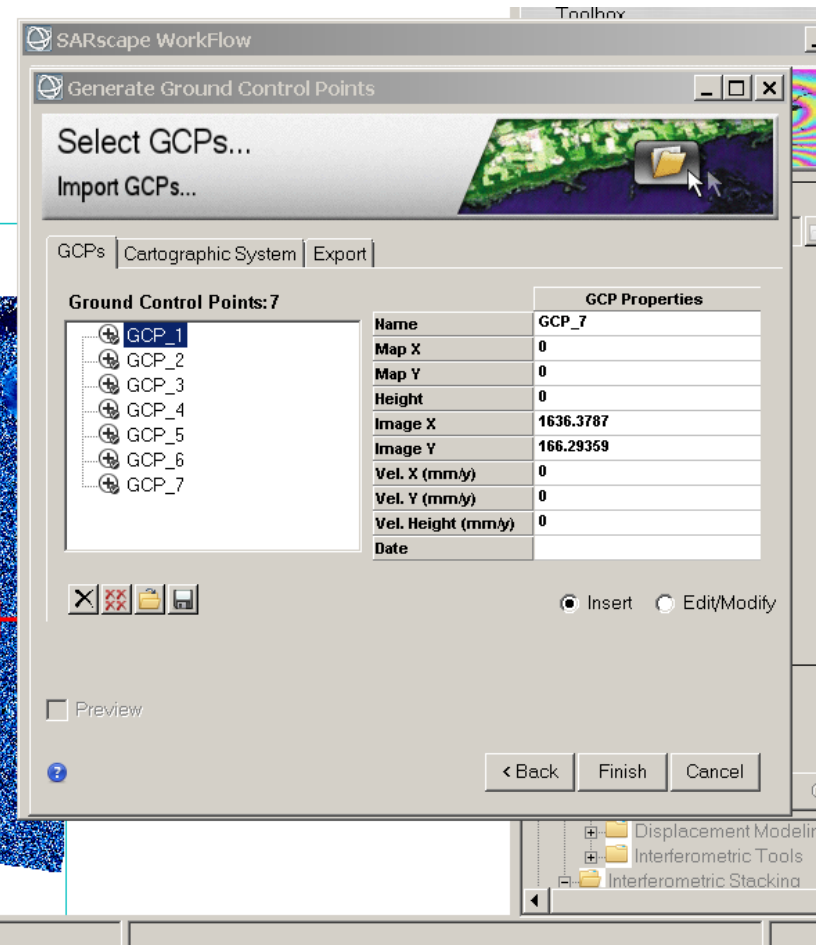 Toolbox
SARscape WorkFlow
Generate Ground Control Points
Select GCPs...
Import GCPs...
GCPs Cartographic System Export
Ground Control Points:7
GCP_1
GCP_2
GCP_3
GCP_4
GCP_5
GCP_6
GCP_7
GCP Properties
Name GCP_7
Map X 0
Map Y 0
Height 0
Image X 1636.3787
Image Y 166.29359
Vel. X (mm/y) 0
Vel. Y (mm/y) 0
Vel. Height (mm/y) 0
Date
Insert Edit/Modify
Preview
< Back Finish Cancel
Displacement Modelin
Interferometric Tools
Interferometric Stacking